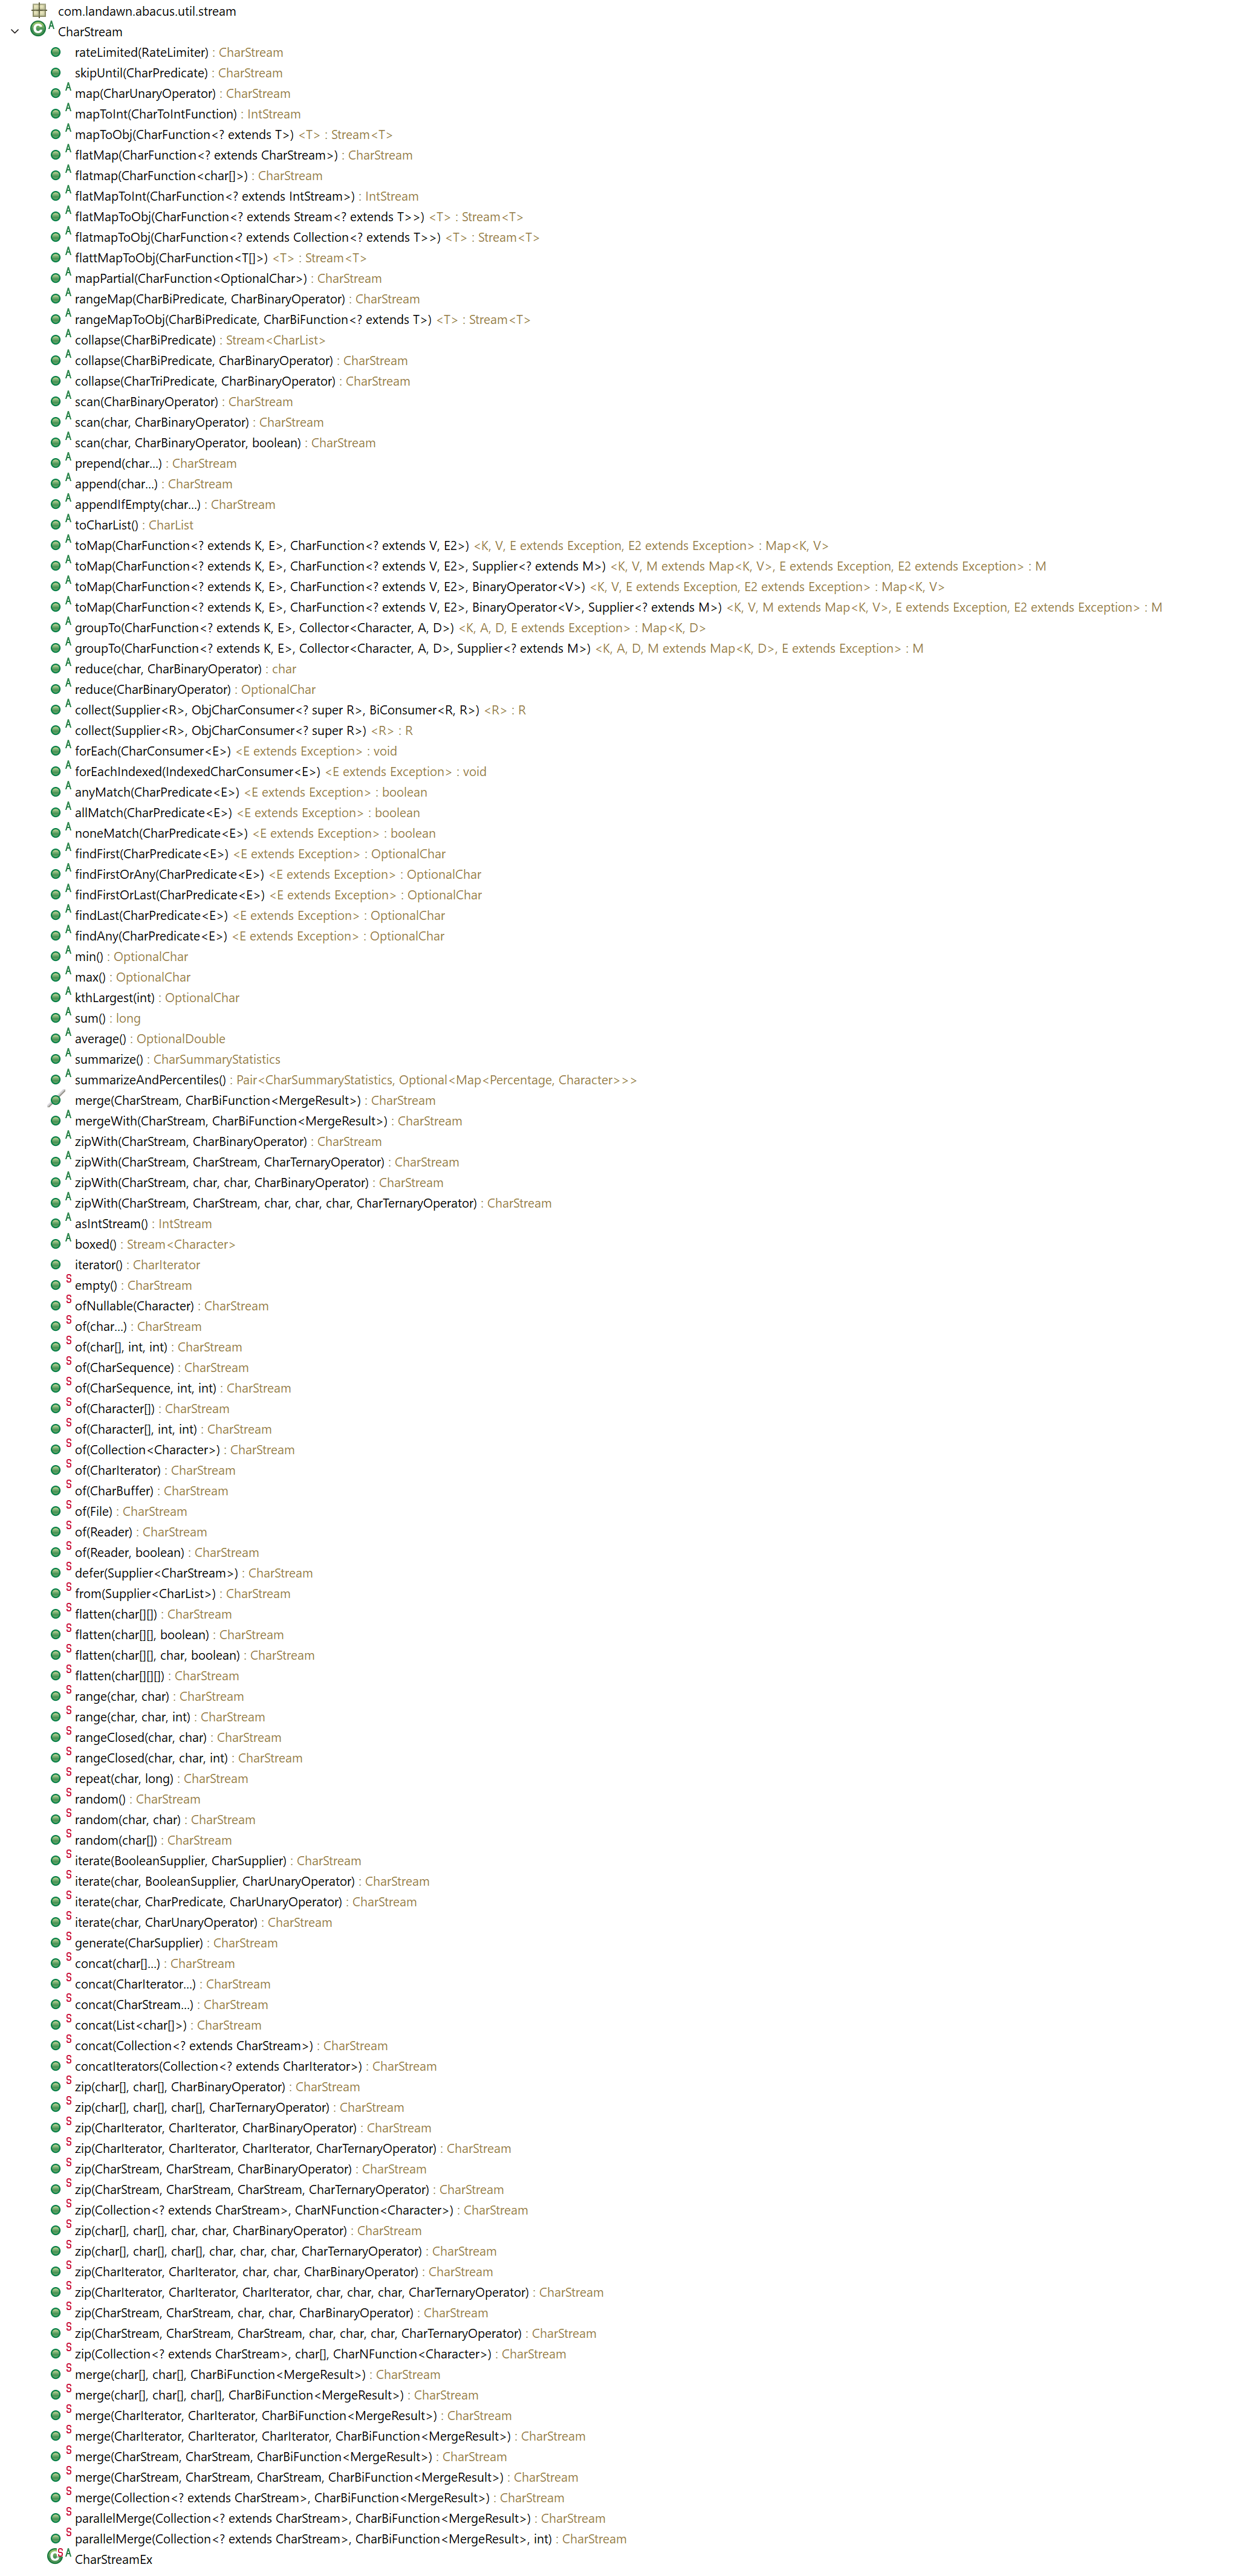 com.landawn.abacus.util.stream
CharStream
rateLimited(RateLimiter) : CharStream
skipUntil(CharPredicate) : CharStream
map(CharUnaryOperator) : CharStream
mapToInt(CharToIntFunction) : IntStream
mapToObj(CharFunction<? extends T>) <T> : Stream<T>
flatMap(CharFunction<? extends CharStream>) : CharStream
flatmap(CharFunction<char[]>) : CharStream
flatMapToInt(CharFunction<? extends IntStream>) : IntStream
flatMapToObj(CharFunction<? extends Stream<? extends T>>) <T> : Stream<T>
flatmapToObj(CharFunction<? extends Collection<? extends T>>) <T> : Stream<T>
flattMapToObj(CharFunction<T[]>) <T> : Stream<T>
mapPartial(CharFunction<OptionalChar>) : CharStream
rangeMap(CharBiPredicate, CharBinaryOperator) : CharStream
rangeMapToObj(CharBiPredicate, CharBiFunction<? extends T>) <T> : Stream<T>
collapse(CharBiPredicate) : Stream<CharList>
collapse(CharBiPredicate, CharBinaryOperator) : CharStream
collapse(CharTriPredicate, CharBinaryOperator) : CharStream
scan(CharBinaryOperator) : CharStream
scan(char, CharBinaryOperator) : CharStream
scan(char, CharBinaryOperator, boolean) : CharStream
prepend(char...) : CharStream
append(char...) : CharStream
appendIfEmpty(char...) : CharStream
toCharList() : CharList
toMap(CharFunction<? extends K, E>, CharFunction<? extends V, E2>) <K, V, E extends Exception, E2 extends Exception> : Map<K, V>
toMap(CharFunction<? extends K, E>, CharFunction<? extends V, E2>, Supplier<? extends M>) <K, V, M extends Map<K, V>, E extends Exception, E2 extends Exception> : M
toMap(CharFunction<? extends K, E>, CharFunction<? extends V, E2>, BinaryOperator<V>) <K, V, E extends Exception, E2 extends Exception> : Map<K, V>
toMap(CharFunction<? extends K, E>, CharFunction<? extends V, E2>, BinaryOperator<V>, Supplier<? extends M>) <K, V, M extends Map<K, V>, E extends Exception, E2 extends Exception> : M
groupTo(CharFunction<? extends K, E>, Collector<Character, A, D>) <K, A, D, E extends Exception> : Map<K, D>
groupTo(CharFunction<? extends K, E>, Collector<Character, A, D>, Supplier<? extends M>) <K, A, D, M extends Map<K, D>, E extends Exception> : M
reduce(char, CharBinaryOperator) : char
reduce(CharBinaryOperator) : OptionalChar
collect(Supplier<R>, ObjCharConsumer<? super R>, BiConsumer<R, R>) <R> : R
collect(Supplier<R>, ObjCharConsumer<? super R>) <R> : R
forEach(CharConsumer<E>) <E extends Exception> : void
forEachIndexed(IndexedCharConsumer<E>) <E extends Exception> : void
anyMatch(CharPredicate<E>) <E extends Exception> : boolean
allMatch(CharPredicate<E>) <E extends Exception> : boolean
noneMatch(CharPredicate<E>) <E extends Exception> : boolean
findFirst(CharPredicate<E>) <E extends Exception> : OptionalChar
findFirstOrAny(CharPredicate<E>) <E extends Exception> : OptionalChar
findFirstOrLast(CharPredicate<E>) <E extends Exception> : OptionalChar
findLast(CharPredicate<E>) <E extends Exception> : OptionalChar
findAny(CharPredicate<E>) <E extends Exception> : OptionalChar
min() : OptionalChar
max() : OptionalChar
kthLargest(int) : OptionalChar
sum() : long
average() : OptionalDouble
summarize() : CharSummaryStatistics
summarizeAndPercentiles() : Pair<CharSummaryStatistics, Optional<Map<Percentage, Character>>>
merge(CharStream, CharBiFunction<MergeResult>) : CharStream
mergeWith(CharStream, CharBiFunction<MergeResult>) : CharStream
zipWith(CharStream, CharBinaryOperator) : CharStream
zipWith(CharStream, CharStream, CharTernaryOperator) : CharStream
zipWith(CharStream, char, char, CharBinaryOperator) : CharStream
zipWith(CharStream, CharStream, char, char, char, CharTernaryOperator) : CharStream
asIntStream() : IntStream
boxed() : Stream<Character>
iterator() : CharIterator
empty() : CharStream
ofNullable(Character) : CharStream
of(char...) : CharStream
of(char[], int, int) : CharStream
of(CharSequence) : CharStream
of(CharSequence, int, int) : CharStream
of(Character[]) : CharStream
of(Character[], int, int) : CharStream
of(Collection<Character>) : CharStream
of(CharIterator) : CharStream
of(CharBuffer) : CharStream
of(File) : CharStream
of(Reader) : CharStream
of(Reader, boolean) : CharStream
defer(Supplier<CharStream>) : CharStream
from(Supplier<CharList>) : CharStream
flatten(char[][]) : CharStream
flatten(char[][], boolean) : CharStream
flatten(char[][], char, boolean) : CharStream
flatten(char[][][]) : CharStream
range(char, char) : CharStream
range(char, char, int) : CharStream
rangeClosed(char, char) : CharStream
rangeClosed(char, char, int) : CharStream
repeat(char, long) : CharStream
random() : CharStream
random(char, char) : CharStream
random(char[]) : CharStream
iterate(BooleanSupplier, CharSupplier) : CharStream
iterate(char, BooleanSupplier, CharUnaryOperator) : CharStream
iterate(char, CharPredicate, CharUnaryOperator) : CharStream
iterate(char, CharUnaryOperator) : CharStream
generate(CharSupplier) : CharStream
concat(char[]...) : CharStream
concat(CharIterator...) : CharStream
concat(CharStream...) : CharStream
concat(List<char[]>) : CharStream
concat(Collection<? extends CharStream>) : CharStream
concatIterators(Collection<? extends CharIterator>) : CharStream
zip(char[], char[], CharBinaryOperator) : CharStream
zip(char[], char[], char[], CharTernaryOperator) : CharStream
zip(CharIterator, CharIterator, CharBinaryOperator) : CharStream
zip(CharIterator, CharIterator, CharIterator, CharTernaryOperator) : CharStream
zip(CharStream, CharStream, CharBinaryOperator) : CharStream
zip(CharStream, CharStream, CharStream, CharTernaryOperator) : CharStream
zip(Collection<? extends CharStream>, CharNFunction<Character>) : CharStream
zip(char[], char[], char, char, CharBinaryOperator) : CharStream
zip(char[], char[], char[], char, char, char, CharTernaryOperator) : CharStream
zip(CharIterator, CharIterator, char, char, CharBinaryOperator) : CharStream
zip(CharIterator, CharIterator, CharIterator, char, char, char, CharTernaryOperator) : CharStream
zip(CharStream, CharStream, char, char, CharBinaryOperator) : CharStream
zip(CharStream, CharStream, CharStream, char, char, char, CharTernaryOperator) : CharStream
zip(Collection<? extends CharStream>, char[], CharNFunction<Character>) : CharStream
merge(char[], char[], CharBiFunction<MergeResult>) : CharStream
merge(char[], char[], char[], CharBiFunction<MergeResult>) : CharStream
merge(CharIterator, CharIterator, CharBiFunction<MergeResult>) : CharStream
merge(CharIterator, CharIterator, CharIterator, CharBiFunction<MergeResult>) : CharStream
merge(CharStream, CharStream, CharBiFunction<MergeResult>) : CharStream
merge(CharStream, CharStream, CharStream, CharBiFunction<MergeResult>) : CharStream
merge(Collection<? extends CharStream>, CharBiFunction<MergeResult>) : CharStream
parallelMerge(Collection<? extends CharStream>, CharBiFunction<MergeResult>) : CharStream
parallelMerge(Collection<? extends CharStream>, CharBiFunction<MergeResult>, int) : CharStream
CharStreamEx